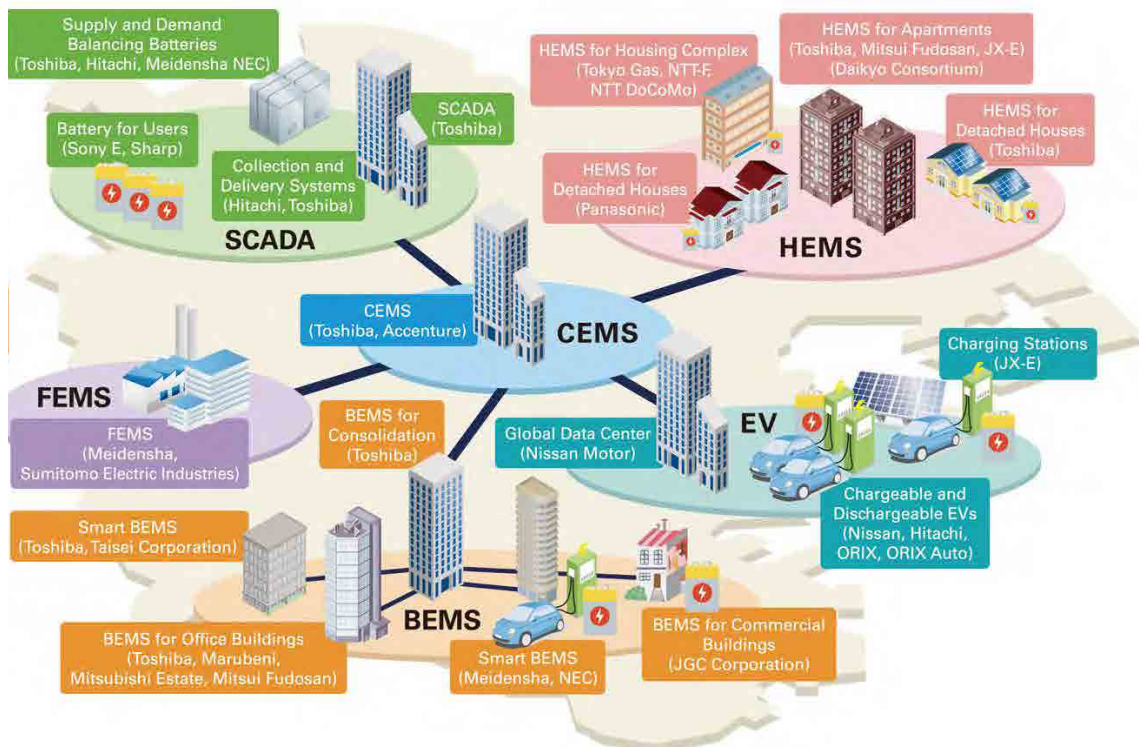 Supply and Demand
Balancing Batteries
(Toshiba, Hitachi, Meidensha NEC)
Battery for Users
(Sony E, Sharp)
Collection and
Delivery Systems
(Hitachi, Toshiba)
SCADA
(Toshiba)
SCADA
HEMS for Housing Complex
(Tokyo Gas, NTT-F,
NTT DoCoMo)
HEMS for Apartments
(Toshiba, Mitsui Fudosan, JX-E)
(Daikyo Consortium)
HEMS for
Detached Houses
(Toshiba)
HEMS for
Detached Houses
(Panasonic)
HEMS
CEMS
(Toshiba, Accenture)
CEMS
FEMS
FEMS
(Meidensha,
Sumitomo Electric Industries)
BEMS for
Consolidation
(Toshiba)
Global Data Center
(Nissan Motor)
EV
Charging Stations
(JX-E)
Chargeable and
Dischargeable EVs
(Nissan, Hitachi,
ORIX, ORIX Auto)
Smart BEMS
(Toshiba, Taisei Corporation)
BEMS
BEMS for Office Buildings
(Toshiba, Marubeni,
Mitsubishi Estate, Mitsui Fudosan)
Smart BEMS
(Meidensha, NEC)
BEMS for Commercial
Buildings
(JGC Corporation)